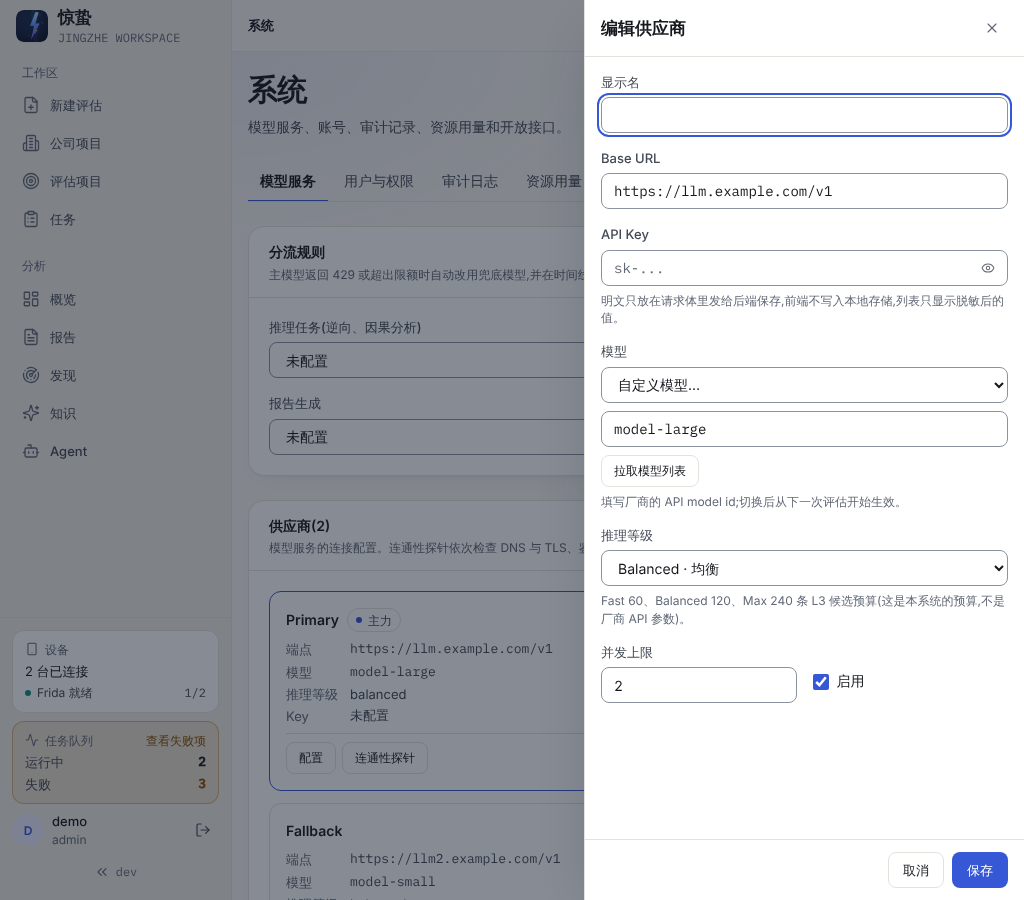 惊蛰
JINGZHE WORKSPACE
工作区
新建评估
公司项目
评估项目
任务
分析
概览
报告
发现
知识
Agent
设备
2 台已连接
Frida 就绪 1/2
任务队列 查看失败项
运行中 2
失败 3
D
demo
admin
dev
系统
系统
模型服务、账号、审计记录、资源用量和开放接口。
模型服务 用户与权限 审计日志 资源用量
分流规则
主模型返回 429 或超出限额时自动改用兜底模型,并在时间
推理任务(逆向、因果分析)
未配置
报告生成
未配置
供应商(2)
模型服务的连接配置。连通性探针依次检查 DNS 与 TLS、
Primary 主力
端点 https://llm.example.com/v1
模型 model-large
推理等级 balanced
Key 未配置
配置 连通性探针
Fallback
端点 https://llm2.example.com/v1
模型 model-small
编辑供应商
显示名
Base URL
https://llm.example.com/v1
API Key
sk-...
明文只放在请求体里发给后端保存,前端不写入本地存储,列表只显示脱敏后的
值。
模型
自定义模型...
model-large
拉取模型列表
填写厂商的 API model id;切换后从下一次评估开始生效。
推理等级
Balanced · 均衡
Fast 60、Balanced 120、Max 240 条 L3 候选预算(这是本系统的预算,不是
厂商 API 参数)。
并发上限
2
启用
取消 保存